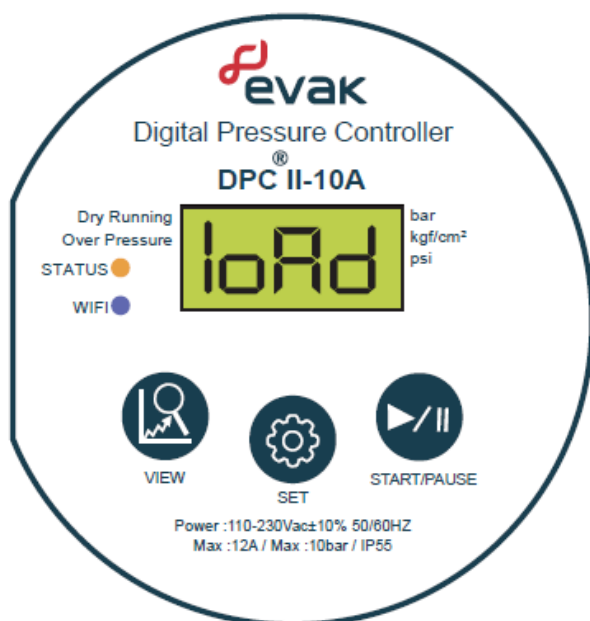 evak
Digital Pressure Controller
®
DPC II-10A
Dry Running
Over Pressure
STATUS
WIFI
loAd
bar
kgf/cm²
psi
VIEW
SET
START/PAUSE
Power :110-230Vac±10% 50/60HZ
Max :12A / Max :10bar / IP55